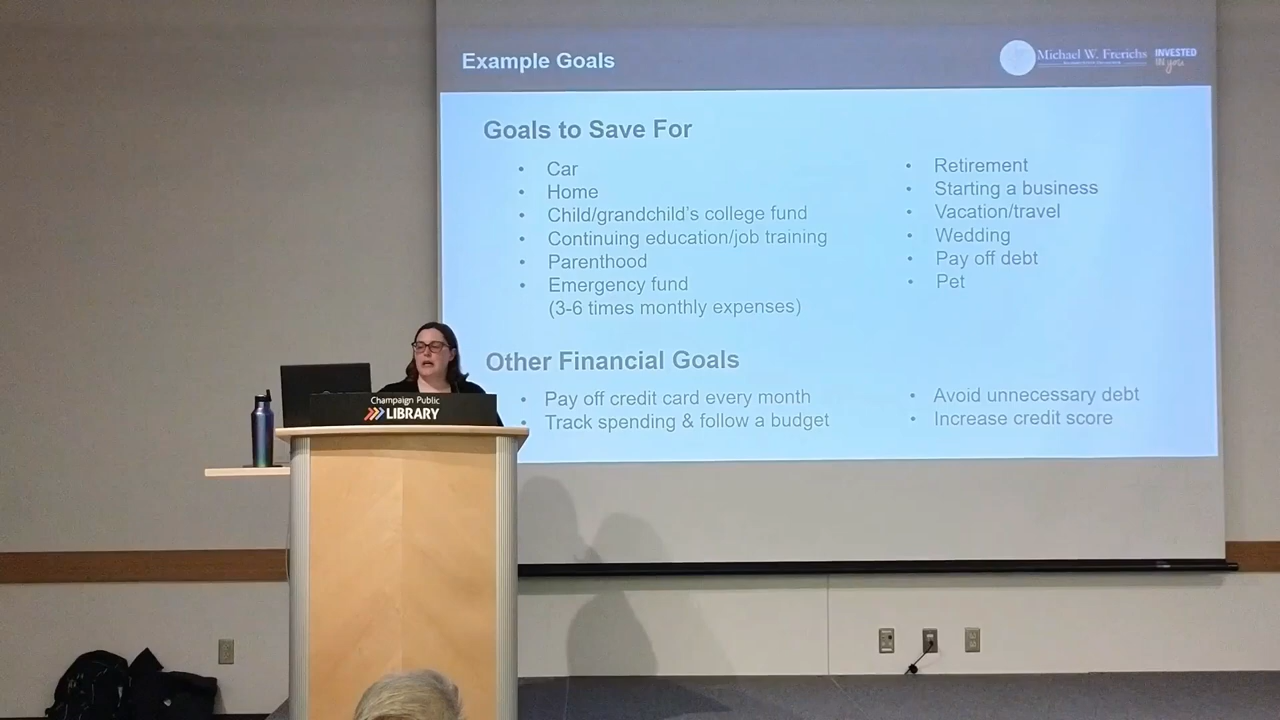 Example Goals
Michael W. Frerichs
INVESTED
IN you
Goals to Save For
• Car
• Home
• Child/grandchild's college fund
• Continuing education/job training
• Parenthood
• Emergency fund
(3-6 times monthly expenses)
• Retirement
• Starting a business
• Vacation/travel
• Wedding
• Pay off debt
• Pet
Other Financial Goals
• Pay off credit card every month
• Track spending & follow a budget
• Avoid unnecessary debt
• Increase credit score
Champaign Public
LIBRARY